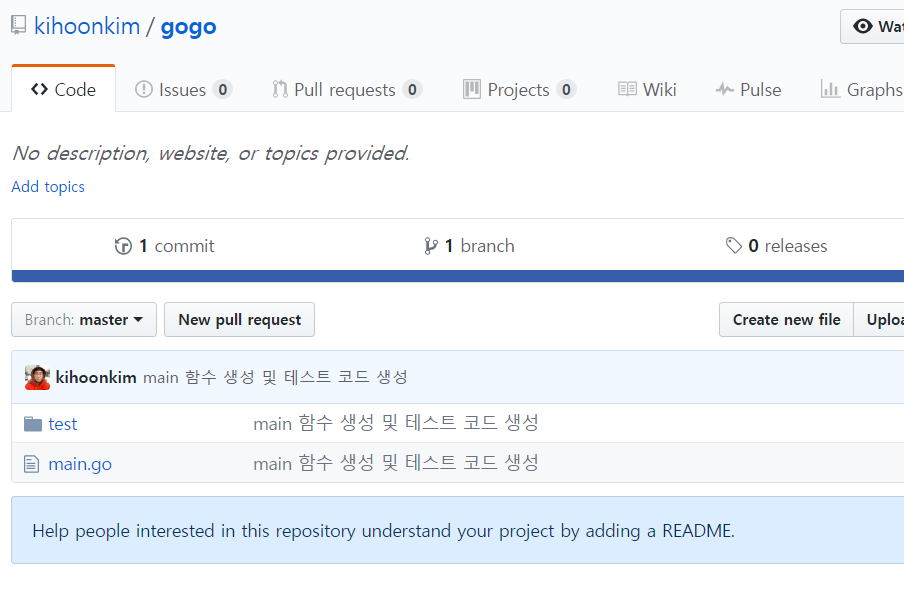 kihoonkim / gogo
Code Issues 0 Pull requests 0 Projects 0 Wiki Pulse Graphs
No description, website, or topics provided.
Add topics
1 commit 1 branch 0 releases
Branch: master New pull request Create new file
kihoonkim main 함수 생성 및 테스트 코드 생성
test main 함수 생성 및 테스트 코드 생성
main.go main 함수 생성 및 테스트 코드 생성
Help people interested in this repository understand your project by adding a README.